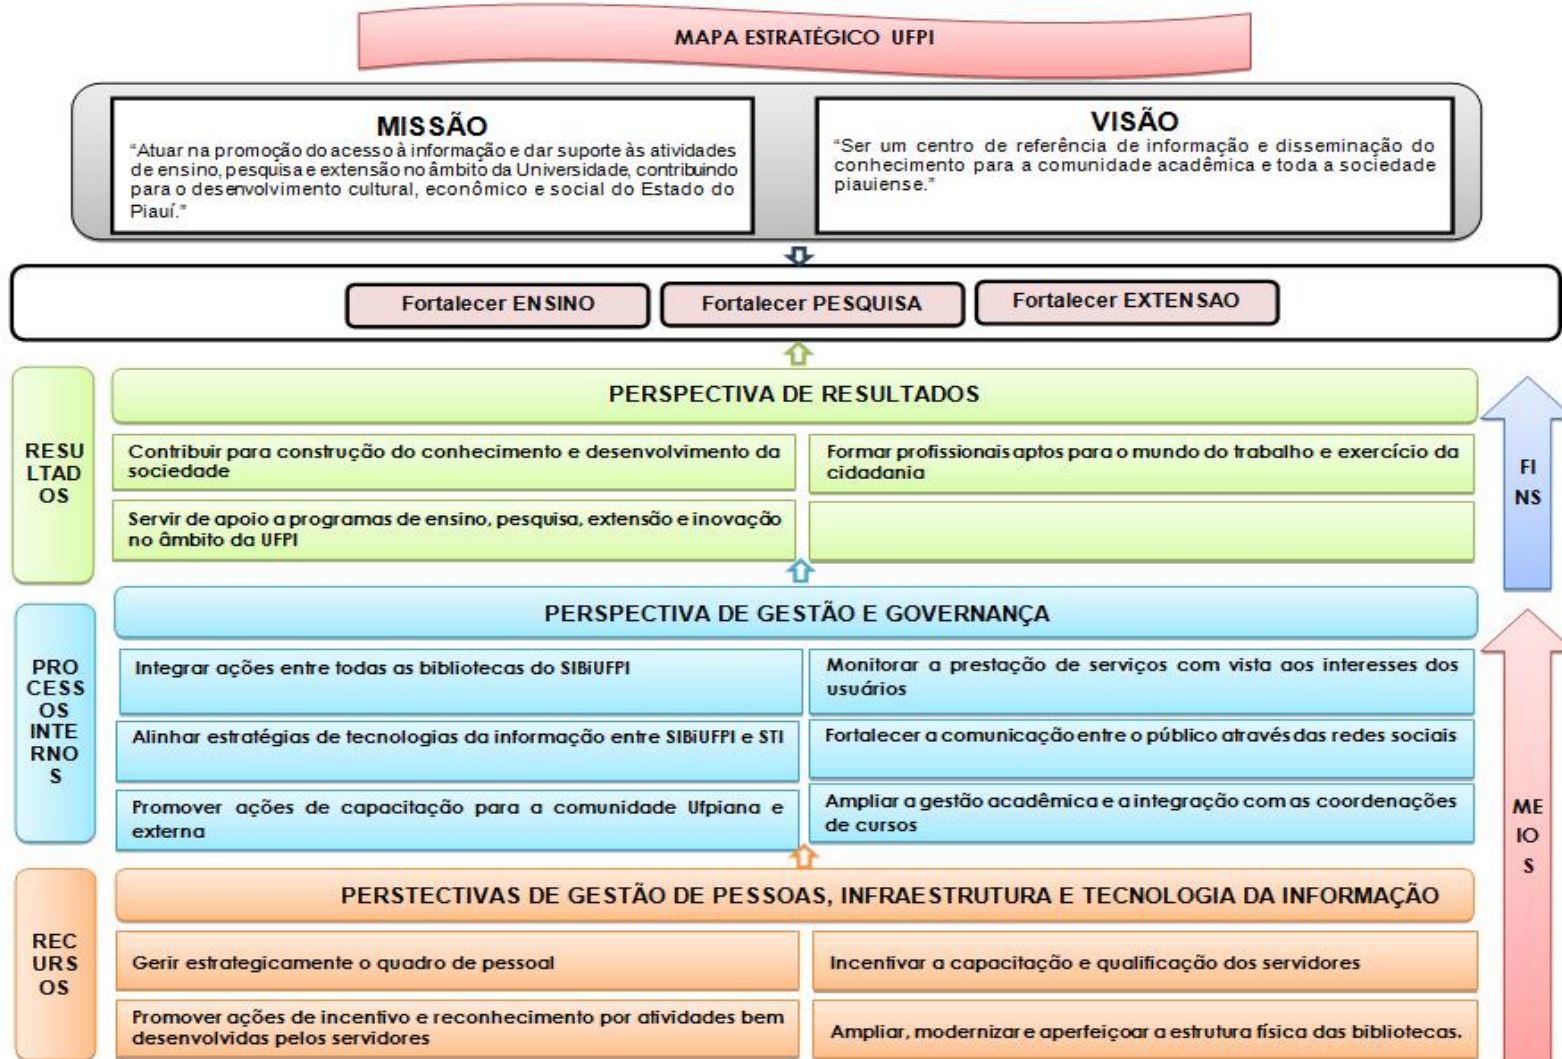 MAPA ESTRATÉGICO UFPI
MISSÃO
“Atuar na promoção do acesso à informação e dar suporte às atividades
de ensino, pesquisa e extensão no âmbito da Universidade, contribuindo
para o desenvolvimento cultural, econômico e social do Estado do
Piauí.”
VISÃO
“Ser um centro de referência de informação e disseminação do
conhecimento para a comunidade acadêmica e toda a sociedade
piauiense.”
Fortalecer ENSINO
Fortalecer PESQUISA
Fortalecer EXTENSAO
RESU
LTAD
OS
PERSPECTIVA DE RESULTADOS
Contribuir para construção do conhecimento e desenvolvimento da
sociedade
Formar profissionais aptos para o mundo do trabalho e exercício da
cidadania
Servir de apoio a programas de ensino, pesquisa, extensão e inovação
no âmbito da UFPI
FI
NS
PRO
CESS
OS
INTE
RNO
S
PERSPECTIVA DE GESTÃO E GOVERNANÇA
Integrar ações entre todas as bibliotecas do SIBiUFPI
Monitorar a prestação de serviços com vista aos interesses dos
usuários
Alinhar estratégias de tecnologias da informação entre SIBiUFPI e STI
Fortalecer a comunicação entre o público através das redes sociais
Promover ações de capacitação para a comunidade Ufpiana e
externa
Ampliar a gestão acadêmica e a integração com as coordenações
de cursos
ME
IO
S
REC
URS
OS
PERSTECTIVAS DE GESTÃO DE PESSOAS, INFRAESTRUTURA E TECNOLOGIA DA INFORMAÇÃO
Gerir estrategicamente o quadro de pessoal
Incentivar a capacitação e qualificação dos servidores
Promover ações de incentivo e reconhecimento por atividades bem
desenvolvidas pelos servidores
Ampliar, modernizar e aperfeiçoar a estrutura física das bibliotecas.